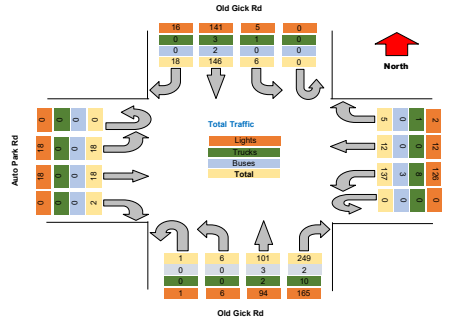 Old Gick Rd
16 141 5 0
0 3 1 0
0 2 0 0
18 146 6 0
North
Auto Park Rd
0 0 0 0
18 0 0 18
18 0 0 18
0 0 0 2
Total Traffic
Lights
Trucks
Buses
Total
5 0 1 2
12 0 0 12
137 3 8 126
0 0 0 0
1 6 101 249
0 0 3 2
0 0 2 10
1 6 94 165
Old Gick Rd